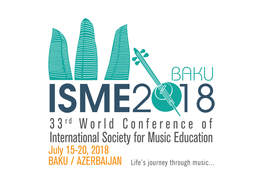 BAKU
ISME2018
33rd World Conference of
International Society for Music Education
July 15-20, 2018
BAKU / AZERBAIJAN Life's journey through music...